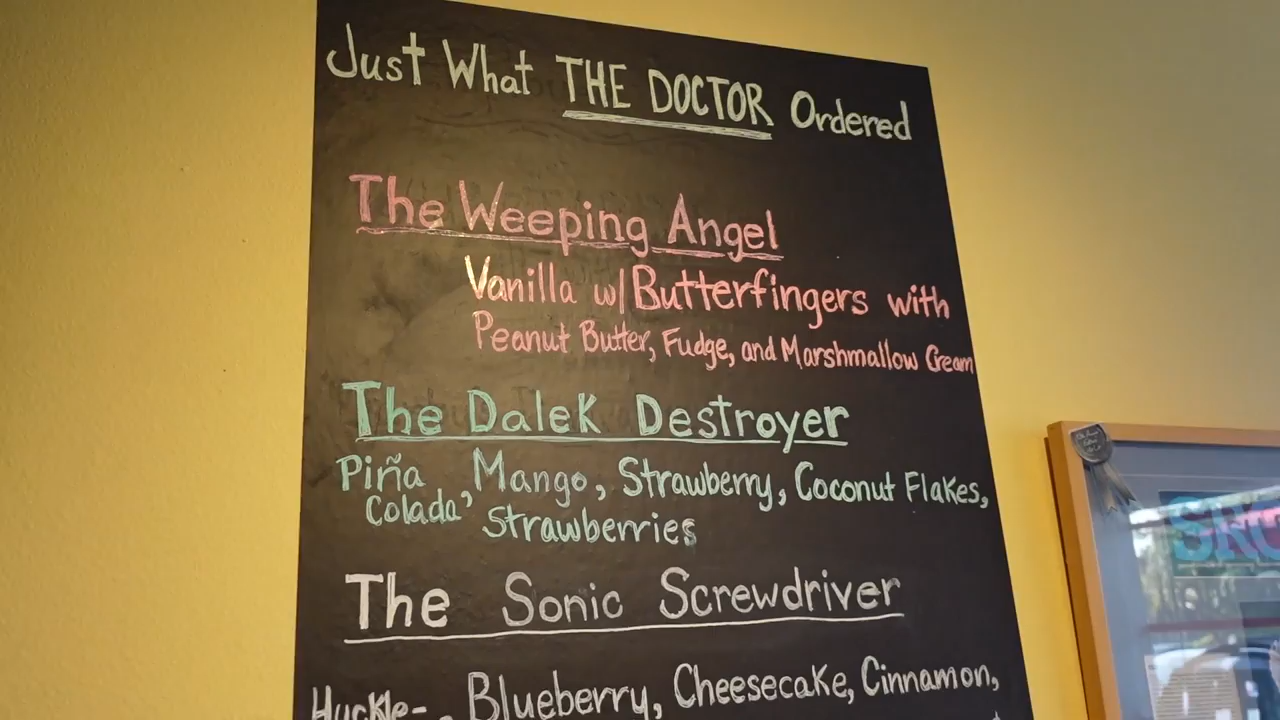 Just What THE DOCTOR Ordered
The Weeping Angel
Vanilla w/ Butterfingers with
Peanut Butter, Fudge, and Marshmallow Cream
The Dalek Destroyer
Piña Colada, Mango, Strawberry, Coconut Flakes,
Strawberries
The Sonic Screwdriver
Huckle-, Blueberry, Cheesecake, Cinnamon,